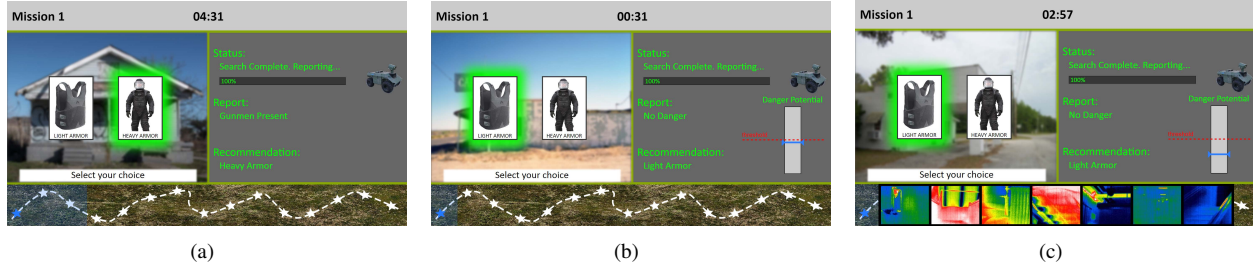 Mission 1 04:31
Status:
Search Complete. Reporting...
100%
Report:
Gunmen Present
Recommendation:
Heavy Armor
LIGHT ARMOR HEAVY ARMOR
Select your choice
(a)
Mission 1 00:31
Status:
Search Complete. Reporting...
100%
Danger Potential
Report:
No Danger
Threshold
Recommendation:
Light Armor
LIGHT ARMOR HEAVY ARMOR
Select your choice
(b)
Mission 1 02:57
Status:
Search Complete. Reporting...
100%
Danger Potential
Report:
No Danger
Threshold
Recommendation:
Light Armor
LIGHT ARMOR HEAVY ARMOR
Select your choice
(c)